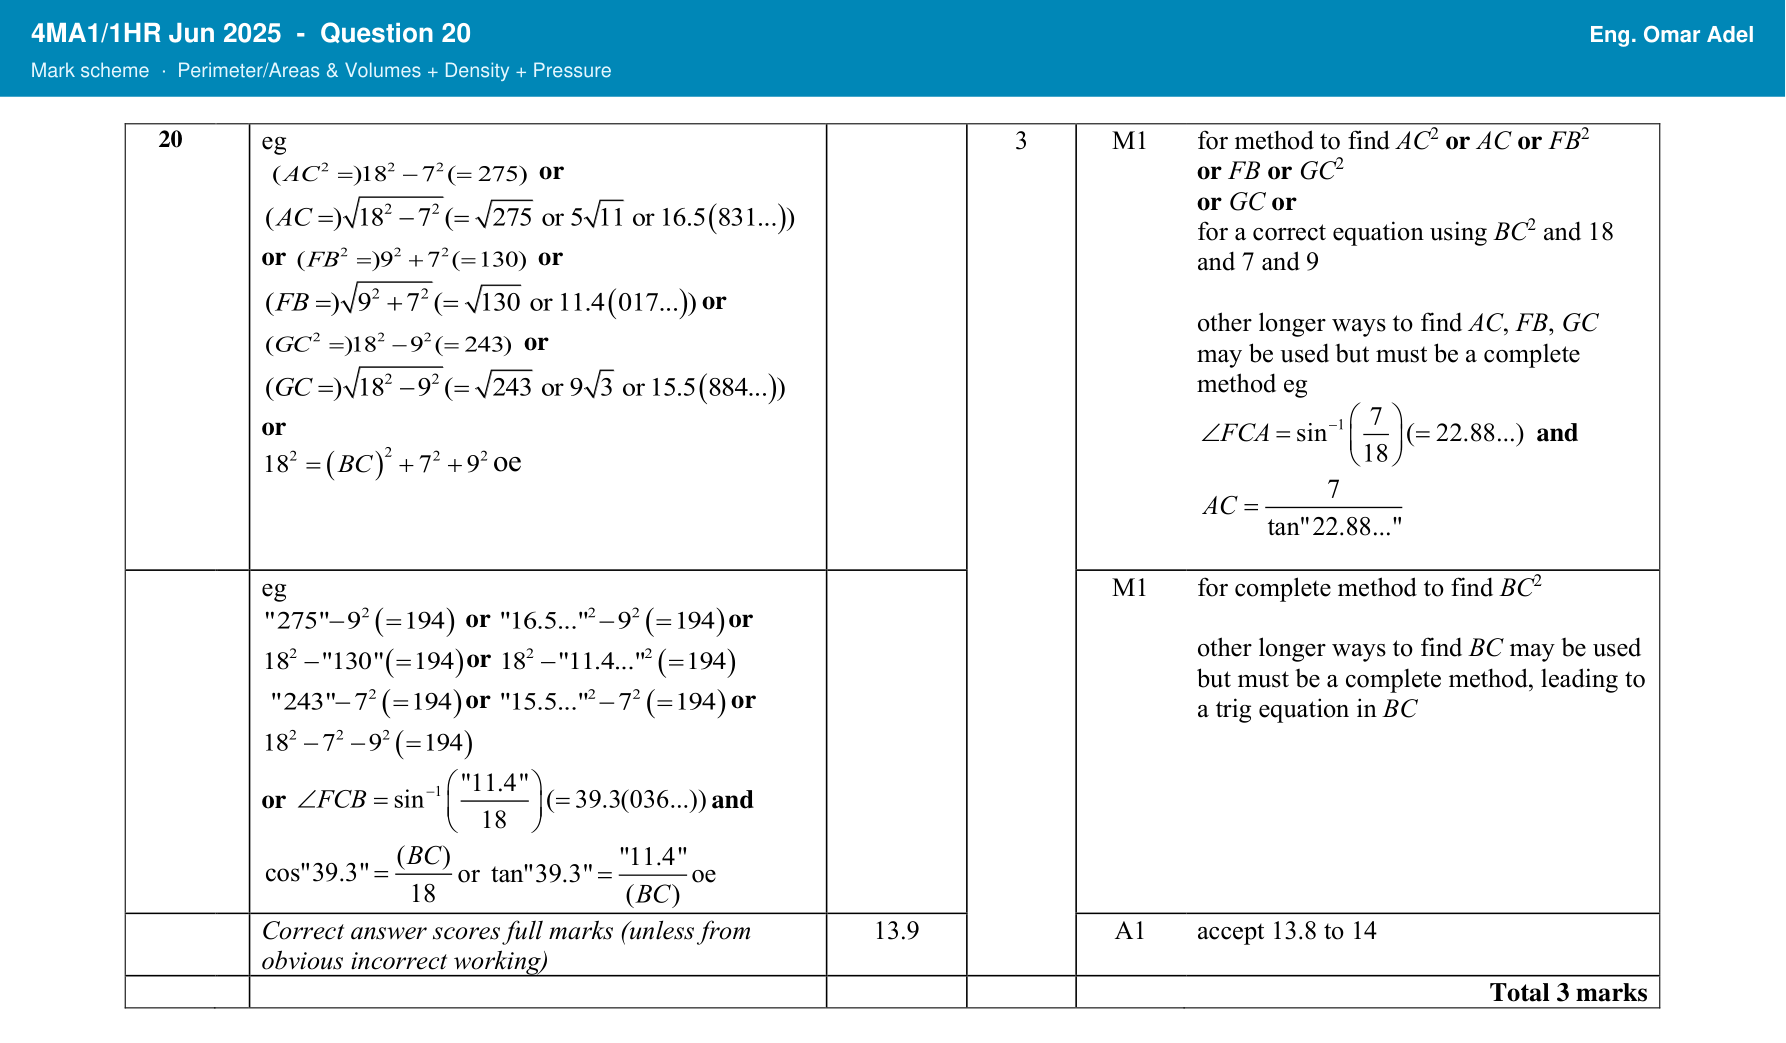 4MA1/1HR Jun 2025 - Question 20
Eng. Omar Adel
Mark scheme · Perimeter/Areas & Volumes + Density + Pressure
20
eg
(AC² =)18² − 7²(= 275) or
(AC =)√(18² − 7²)(= √275 or 5√11 or 16.5(831...))
or (FB² =)9² + 7²(= 130) or
(FB =)√(9² + 7²)(= √130 or 11.4(017...)) or
(GC² =)18² − 9²(= 243) or
(GC =)√(18² − 9²)(= √243 or 9√3 or 15.5(884...))
or
18² = (BC)² + 7² + 9² oe
3
M1
for method to find AC² or AC or FB²
or FB or GC²
or GC or
for a correct equation using BC² and 18
and 7 and 9
other longer ways to find AC, FB, GC
may be used but must be a complete
method eg
∠FCA = sin⁻¹(7/18)(= 22.88...) and
AC = 7/tan"22.88..."
eg
"275"−9²(=194) or "16.5..."²−9²(=194) or
18² −"130"(=194) or 18² −"11.4..."²(=194)
"243"−7²(=194) or "15.5..."²−7²(=194) or
18² − 7² − 9²(=194)
or ∠FCB = sin⁻¹("11.4"/18)(= 39.3(036...)) and
cos"39.3" = (BC)/18 or tan"39.3" = "11.4"/(BC) oe
M1
for complete method to find BC²
other longer ways to find BC may be used
but must be a complete method, leading to
a trig equation in BC
Correct answer scores full marks (unless from
obvious incorrect working)
13.9
A1
accept 13.8 to 14
Total 3 marks